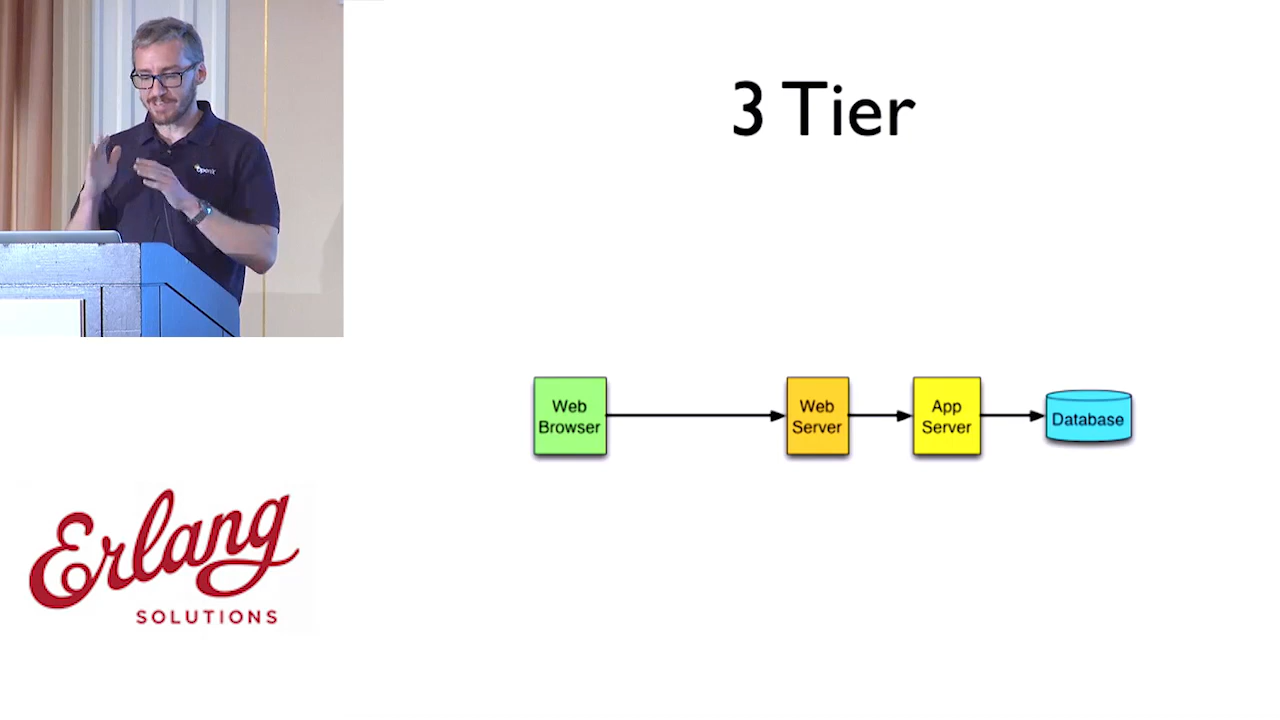 3 Tier
Web
Browser
Web
Server
App
Server
Database
Erlang
SOLUTIONS